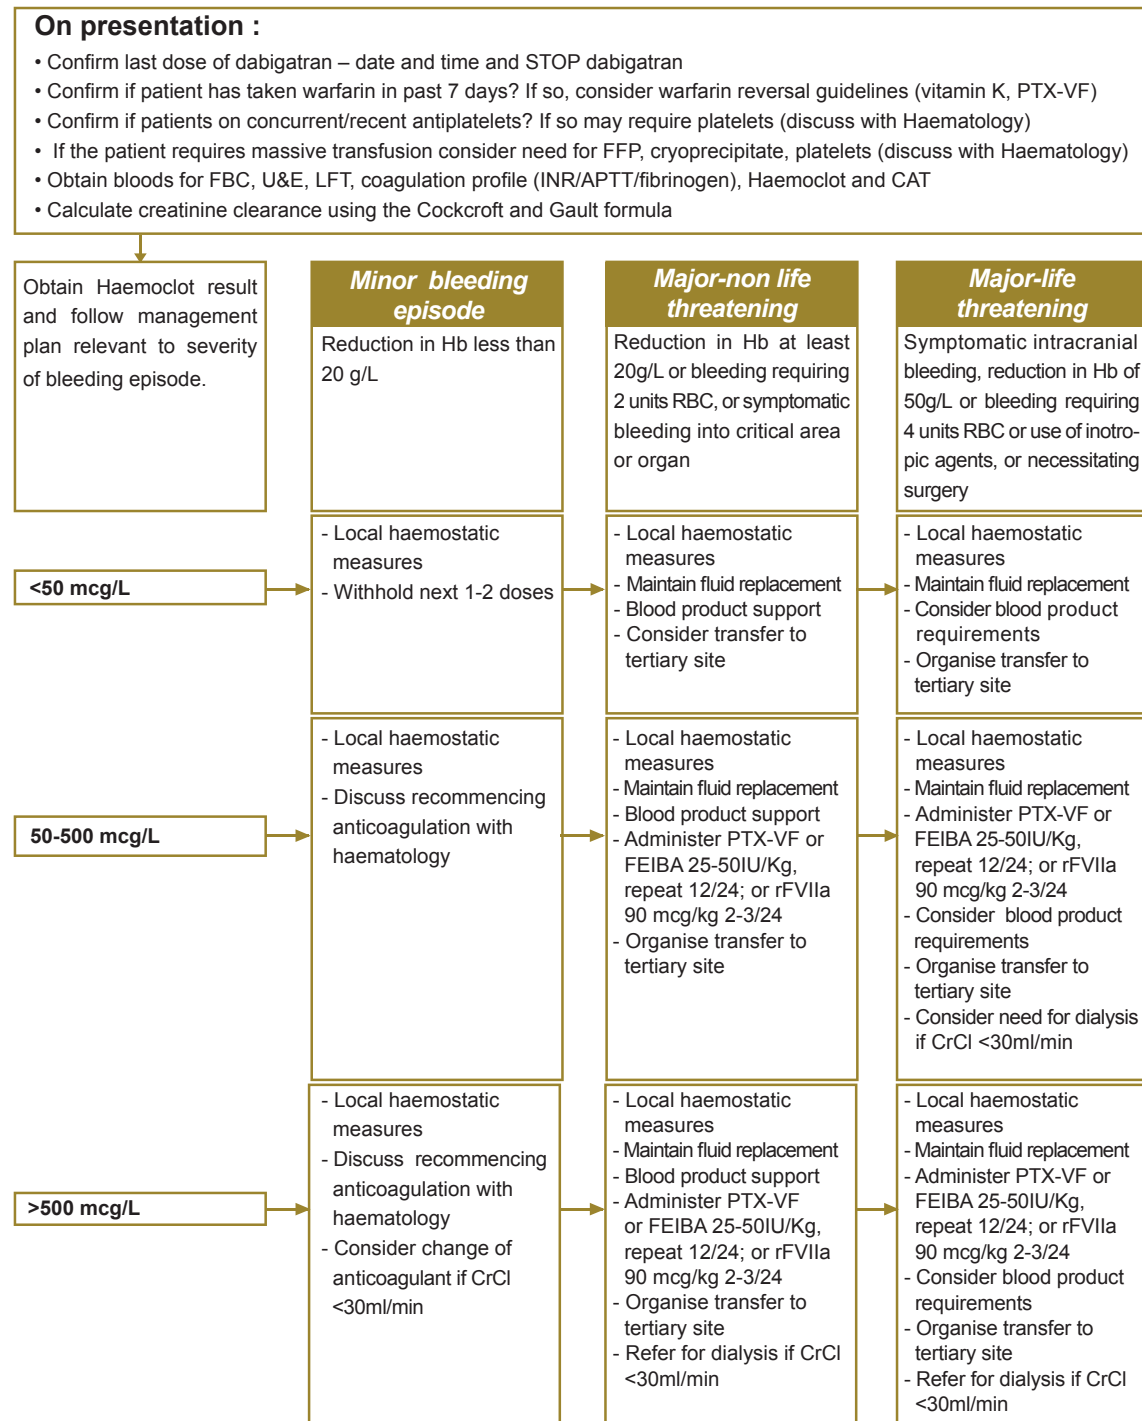 On presentation :
• Confirm last dose of dabigatran – date and time and STOP dabigatran
• Confirm if patient has taken warfarin in past 7 days? If so, consider warfarin reversal guidelines (vitamin K, PTX-VF)
• Confirm if patients on concurrent/recent antiplatelets? If so may require platelets (discuss with Haematology)
• If the patient requires massive transfusion consider need for FFP, cryoprecipitate, platelets (discuss with Haematology)
• Obtain bloods for FBC, U&E, LFT, coagulation profile (INR/APTT/fibrinogen), Haemoclot and CAT
• Calculate creatinine clearance using the Cockcroft and Gault formula
Obtain Haemoclot result
and follow management
plan relevant to severity
of bleeding episode.
Minor bleeding
episode
Reduction in Hb less than
20 g/L
Major-non life
threatening
Reduction in Hb at least
20g/L or bleeding requiring
2 units RBC, or symptomatic
bleeding into critical area
or organ
Major-life
threatening
Symptomatic intracranial
bleeding, reduction in Hb of
50g/L or bleeding requiring
4 units RBC or use of inotro-
pic agents, or necessitating
surgery
<50 mcg/L
- Local haemostatic
measures
- Withhold next 1-2 doses
- Local haemostatic
measures
- Maintain fluid replacement
- Blood product support
- Consider transfer to
tertiary site
- Local haemostatic
measures
- Maintain fluid replacement
- Consider blood product
requirements
- Organise transfer to
tertiary site
50-500 mcg/L
- Local haemostatic
measures
- Discuss recommencing
anticoagulation with
haematology
- Local haemostatic
measures
- Maintain fluid replacement
- Blood product support
- Administer PTX-VF or
FEIBA 25-50IU/Kg,
repeat 12/24; or rFVIIa
90 mcg/kg 2-3/24
- Organise transfer to
tertiary site
- Local haemostatic
measures
- Maintain fluid replacement
- Administer PTX-VF or
FEIBA 25-50IU/Kg,
repeat 12/24; or rFVIIa
90 mcg/kg 2-3/24
- Consider blood product
requirements
- Organise transfer to
tertiary site
- Consider need for dialysis
if CrCl <30ml/min
>500 mcg/L
- Local haemostatic
measures
- Discuss recommencing
anticoagulation with
haematology
- Consider change of
anticoagulant if CrCl
<30ml/min
- Local haemostatic
measures
- Maintain fluid replacement
- Blood product support
- Administer PTX-VF
or FEIBA 25-50IU/Kg,
repeat 12/24; or rFVIIa
90 mcg/kg 2-3/24
- Organise transfer to
tertiary site
- Refer for dialysis if CrCl
<30ml/min
- Local haemostatic
measures
- Maintain fluid replacement
- Administer PTX-VF or
FEIBA 25-50IU/Kg,
repeat 12/24; or rFVIIa
90 mcg/kg 2-3/24
- Consider blood product
requirements
- Organise transfer to
tertiary site
- Refer for dialysis if CrCl
<30ml/min